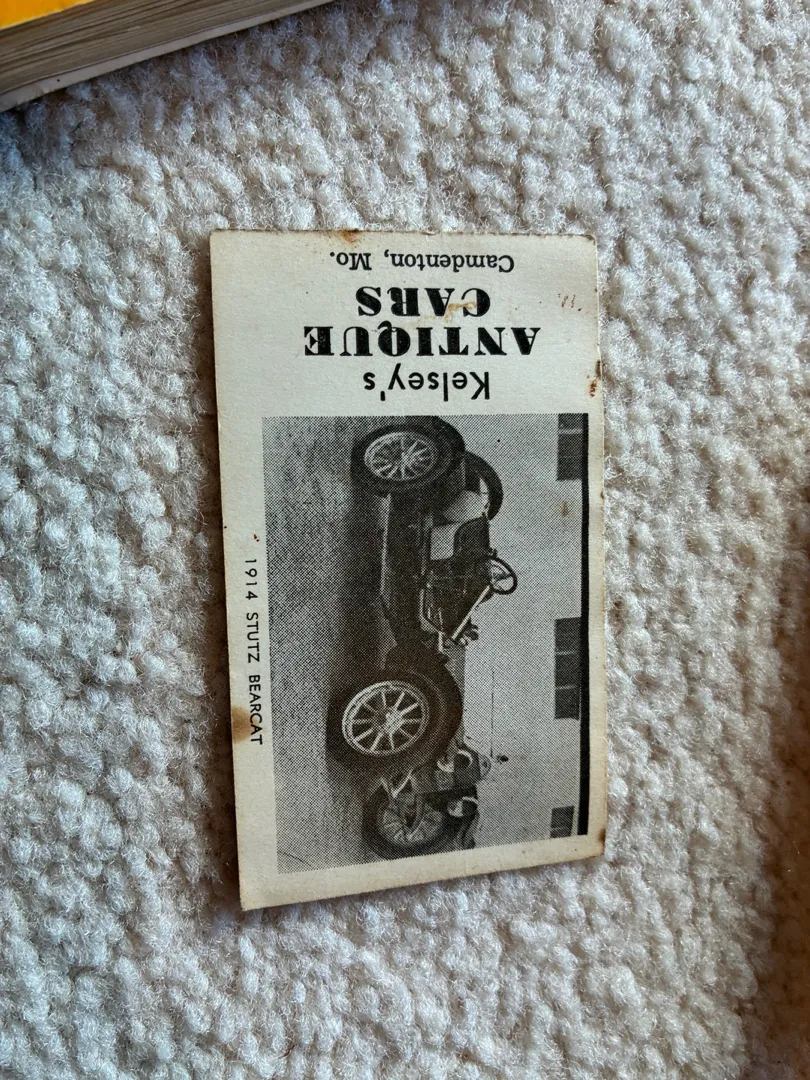 Kelsey's
ANTIQUE
CARS
Camdenton, Mo.
1914 STUTZ BEARCAT